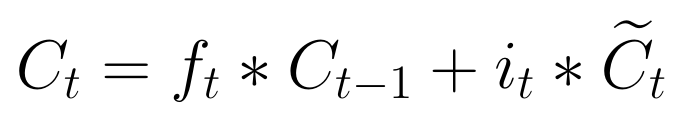 C_t = f_t * C_{t-1} + i_t * \widetilde{C}_t